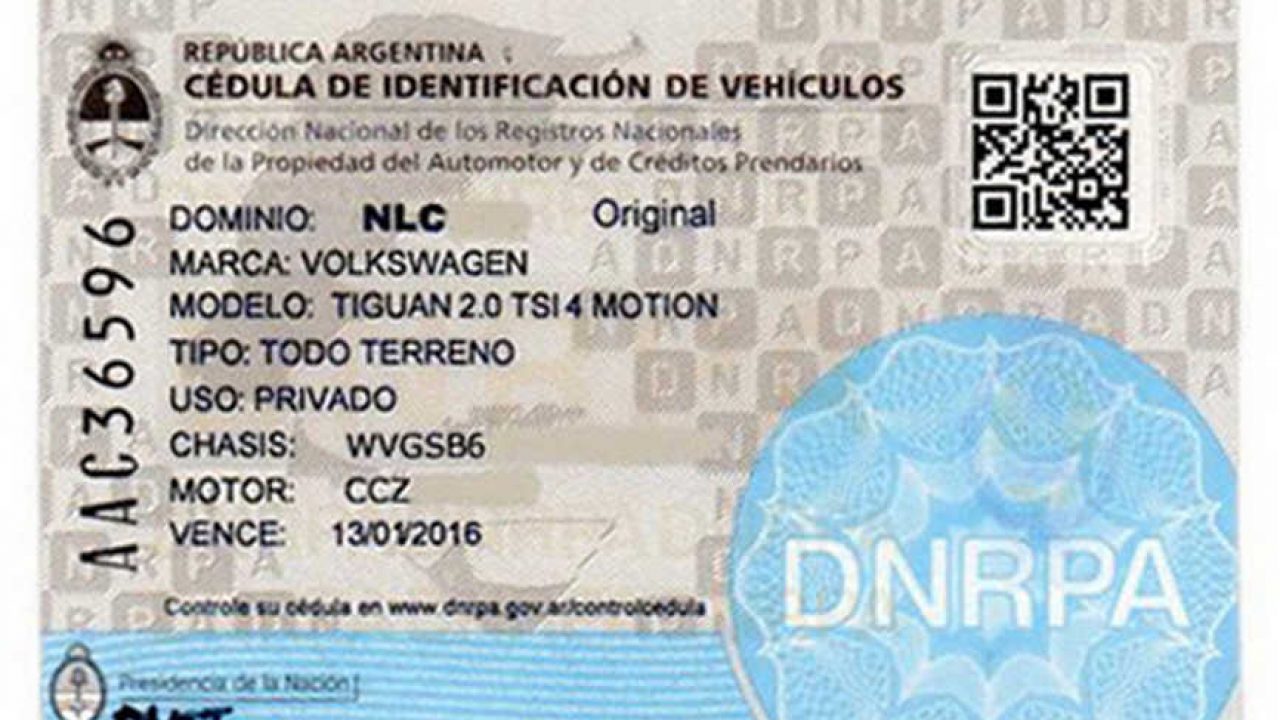 REPÚBLICA ARGENTINA
CÉDULA DE IDENTIFICACIÓN DE VEHÍCULOS
Dirección Nacional de los Registros Nacionales
de la Propiedad del Automotor y de Créditos Prendarios
DOMINIO: NLC Original
MARCA: VOLKSWAGEN
MODELO: TIGUAN 2.0 TSI 4 MOTION
TIPO: TODO TERRENO
USO: PRIVADO
CHASIS: WVGSB6
MOTOR: CCZ
VENCE: 13/01/2016
Controle su cédula en www.dnrpa.gov.ar/controlcedula
AAC36596
DNRPA
Presidencia de la Nación